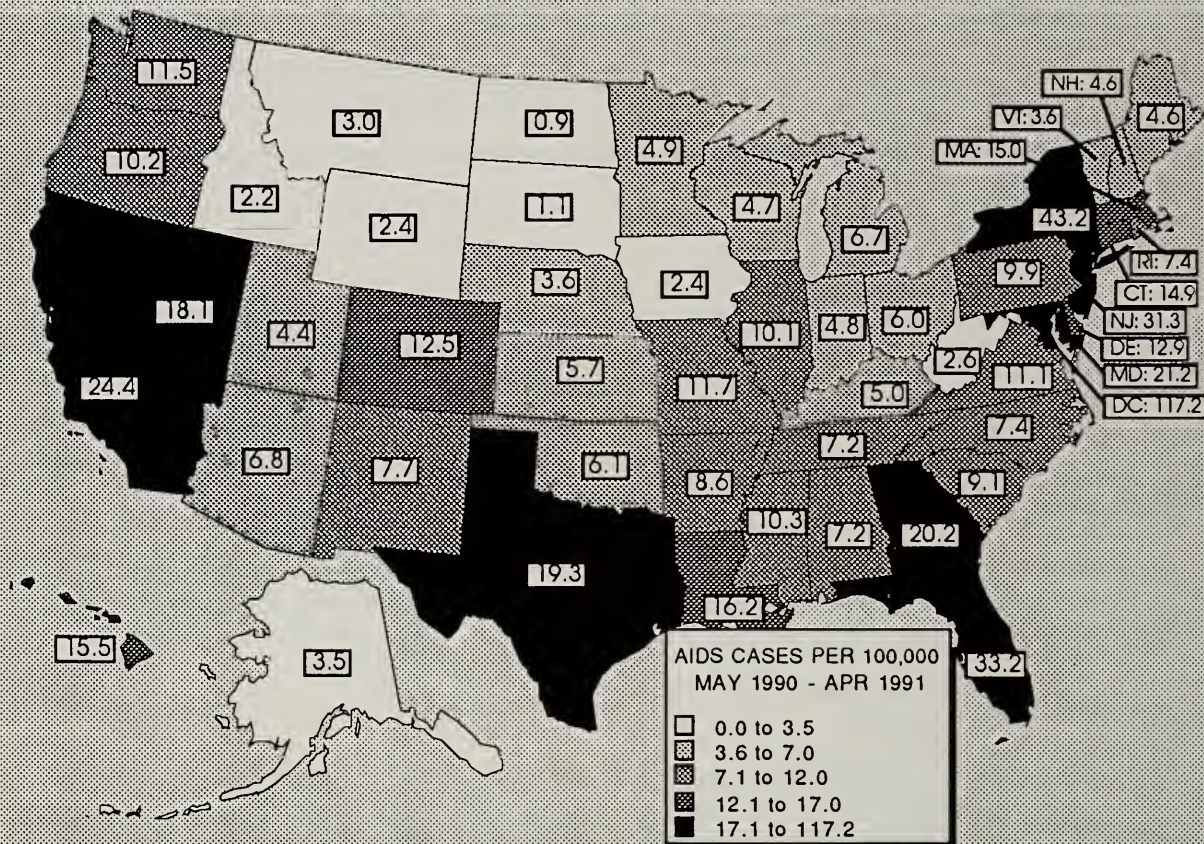 NH: 4.6
11.5
VT: 3.6
4.6
3.0
0.9
4.9
MA: 15.0
10.2
2.2
1.1
4.7
43.2
2.4
6.7
RI: 7.4
3.6
2.4
9.9
CT: 14.9
18.1
4.4
12.5
10.1
4.8
6.0
NJ: 31.3
DE: 12.9
5.7
2.6
MD: 21.2
24.4
11.7
5.0
11.1
DC: 117.2
6.8
7.7
6.1
8.6
7.2
7.4
9.1
10.3
7.2
20.2
19.3
16.2
15.5
3.5
33.2
AIDS CASES PER 100,000
MAY 1990 - APR 1991
0.0 to 3.5
3.6 to 7.0
7.1 to 12.0
12.1 to 17.0
17.1 to 117.2